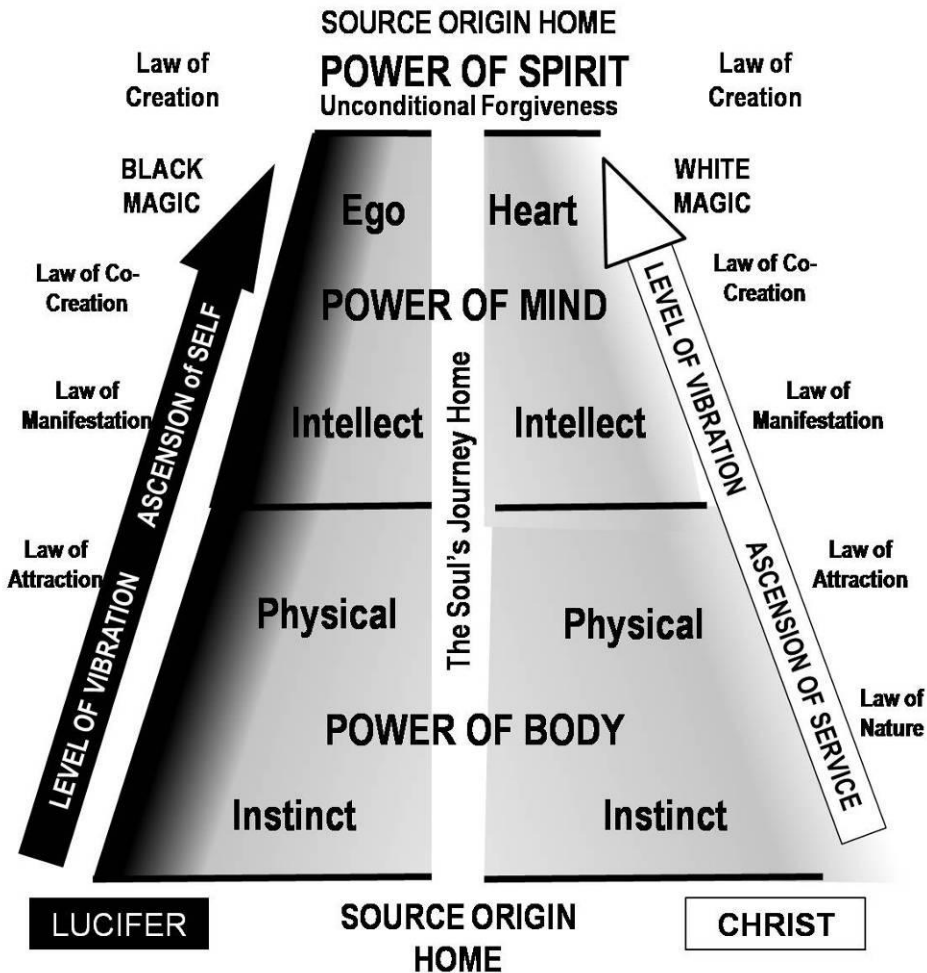 SOURCE ORIGIN HOME
POWER OF SPIRIT
Unconditional Forgiveness
Law of
Creation
Law of
Creation
BLACK
MAGIC
WHITE
MAGIC
Ego
Heart
Law of Co-
Creation
Law of Co-
Creation
POWER OF MIND
Law of
Manifestation
Law of
Manifestation
Intellect
Intellect
The Soul's Journey Home
LEVEL OF VIBRATION ASCENSION of SELF
LEVEL OF VIBRATION ASCENSION OF SERVICE
Law of
Attraction
Law of
Attraction
Physical
Physical
Law of
Nature
POWER OF BODY
Instinct
Instinct
LUCIFER
SOURCE ORIGIN
HOME
CHRIST